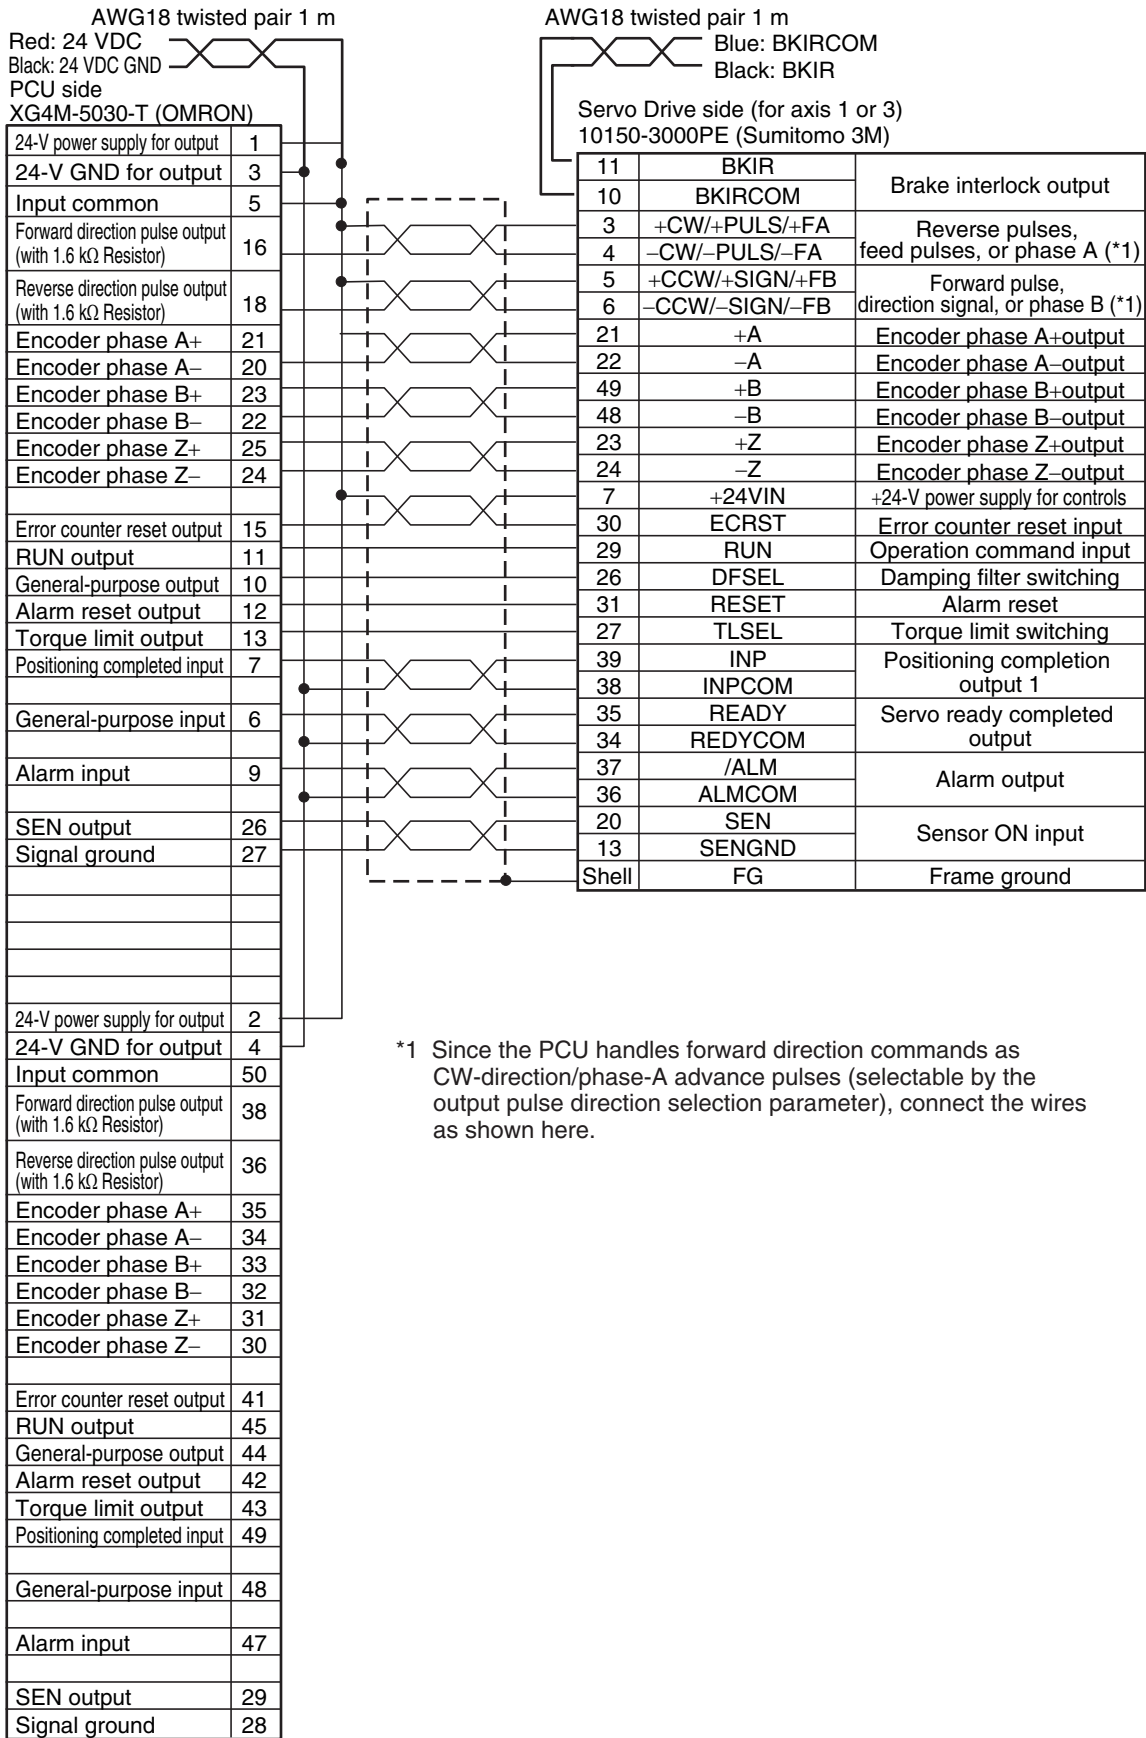 AWG18 twisted pair 1 m
Red: 24 VDC
Black: 24 VDC GND
PCU side
XG4M-5030-T (OMRON)
24-V power supply for output 1
24-V GND for output 3
Input common 5
Forward direction pulse output
(with 1.6 kΩ Resistor) 16
Reverse direction pulse output
(with 1.6 kΩ Resistor) 18
Encoder phase A+ 21
Encoder phase A− 20
Encoder phase B+ 23
Encoder phase B− 22
Encoder phase Z+ 25
Encoder phase Z− 24
Error counter reset output 15
RUN output 11
General-purpose output 10
Alarm reset output 12
Torque limit output 13
Positioning completed input 7
General-purpose input 6
Alarm input 9
SEN output 26
Signal ground 27
24-V power supply for output 2
24-V GND for output 4
Input common 50
Forward direction pulse output
(with 1.6 kΩ Resistor) 38
Reverse direction pulse output
(with 1.6 kΩ Resistor) 36
Encoder phase A+ 35
Encoder phase A− 34
Encoder phase B+ 33
Encoder phase B− 32
Encoder phase Z+ 31
Encoder phase Z− 30
Error counter reset output 41
RUN output 45
General-purpose output 44
Alarm reset output 42
Torque limit output 43
Positioning completed input 49
General-purpose input 48
Alarm input 47
SEN output 29
Signal ground 28
AWG18 twisted pair 1 m
Blue: BKIRCOM
Black: BKIR
Servo Drive side (for axis 1 or 3)
10150-3000PE (Sumitomo 3M)
11 BKIR
10 BKIRCOM
Brake interlock output
3 +CW/+PULS/+FA
4 −CW/−PULS/−FA
Reverse pulses,
feed pulses, or phase A (*1)
5 +CCW/+SIGN/+FB
6 −CCW/−SIGN/−FB
Forward pulse,
direction signal, or phase B (*1)
21 +A Encoder phase A+output
22 −A Encoder phase A−output
49 +B Encoder phase B+output
48 −B Encoder phase B−output
23 +Z Encoder phase Z+output
24 −Z Encoder phase Z−output
7 +24VIN +24-V power supply for controls
30 ECRST Error counter reset input
29 RUN Operation command input
26 DFSEL Damping filter switching
31 RESET Alarm reset
27 TLSEL Torque limit switching
39 INP
38 INPCOM
Positioning completion
output 1
35 READY
34 REDYCOM
Servo ready completed
output
37 /ALM
36 ALMCOM
Alarm output
20 SEN
13 SENGND
Sensor ON input
Shell FG Frame ground
*1 Since the PCU handles forward direction commands as
CW-direction/phase-A advance pulses (selectable by the
output pulse direction selection parameter), connect the wires
as shown here.